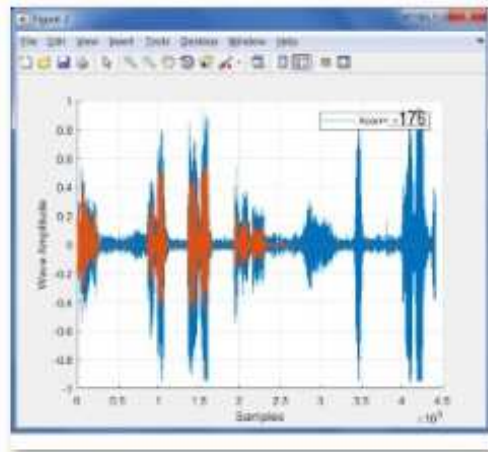 Figure 2
File Edit View Insert Tools Desktop Window Help
176
1
0.8
0.6
0.4
0.2
0
-0.2
-0.4
-0.6
-0.8
-1
Wave Amplitude
0 0.5 1 1.5 2 2.5 3 3.5 4 4.5
Samples